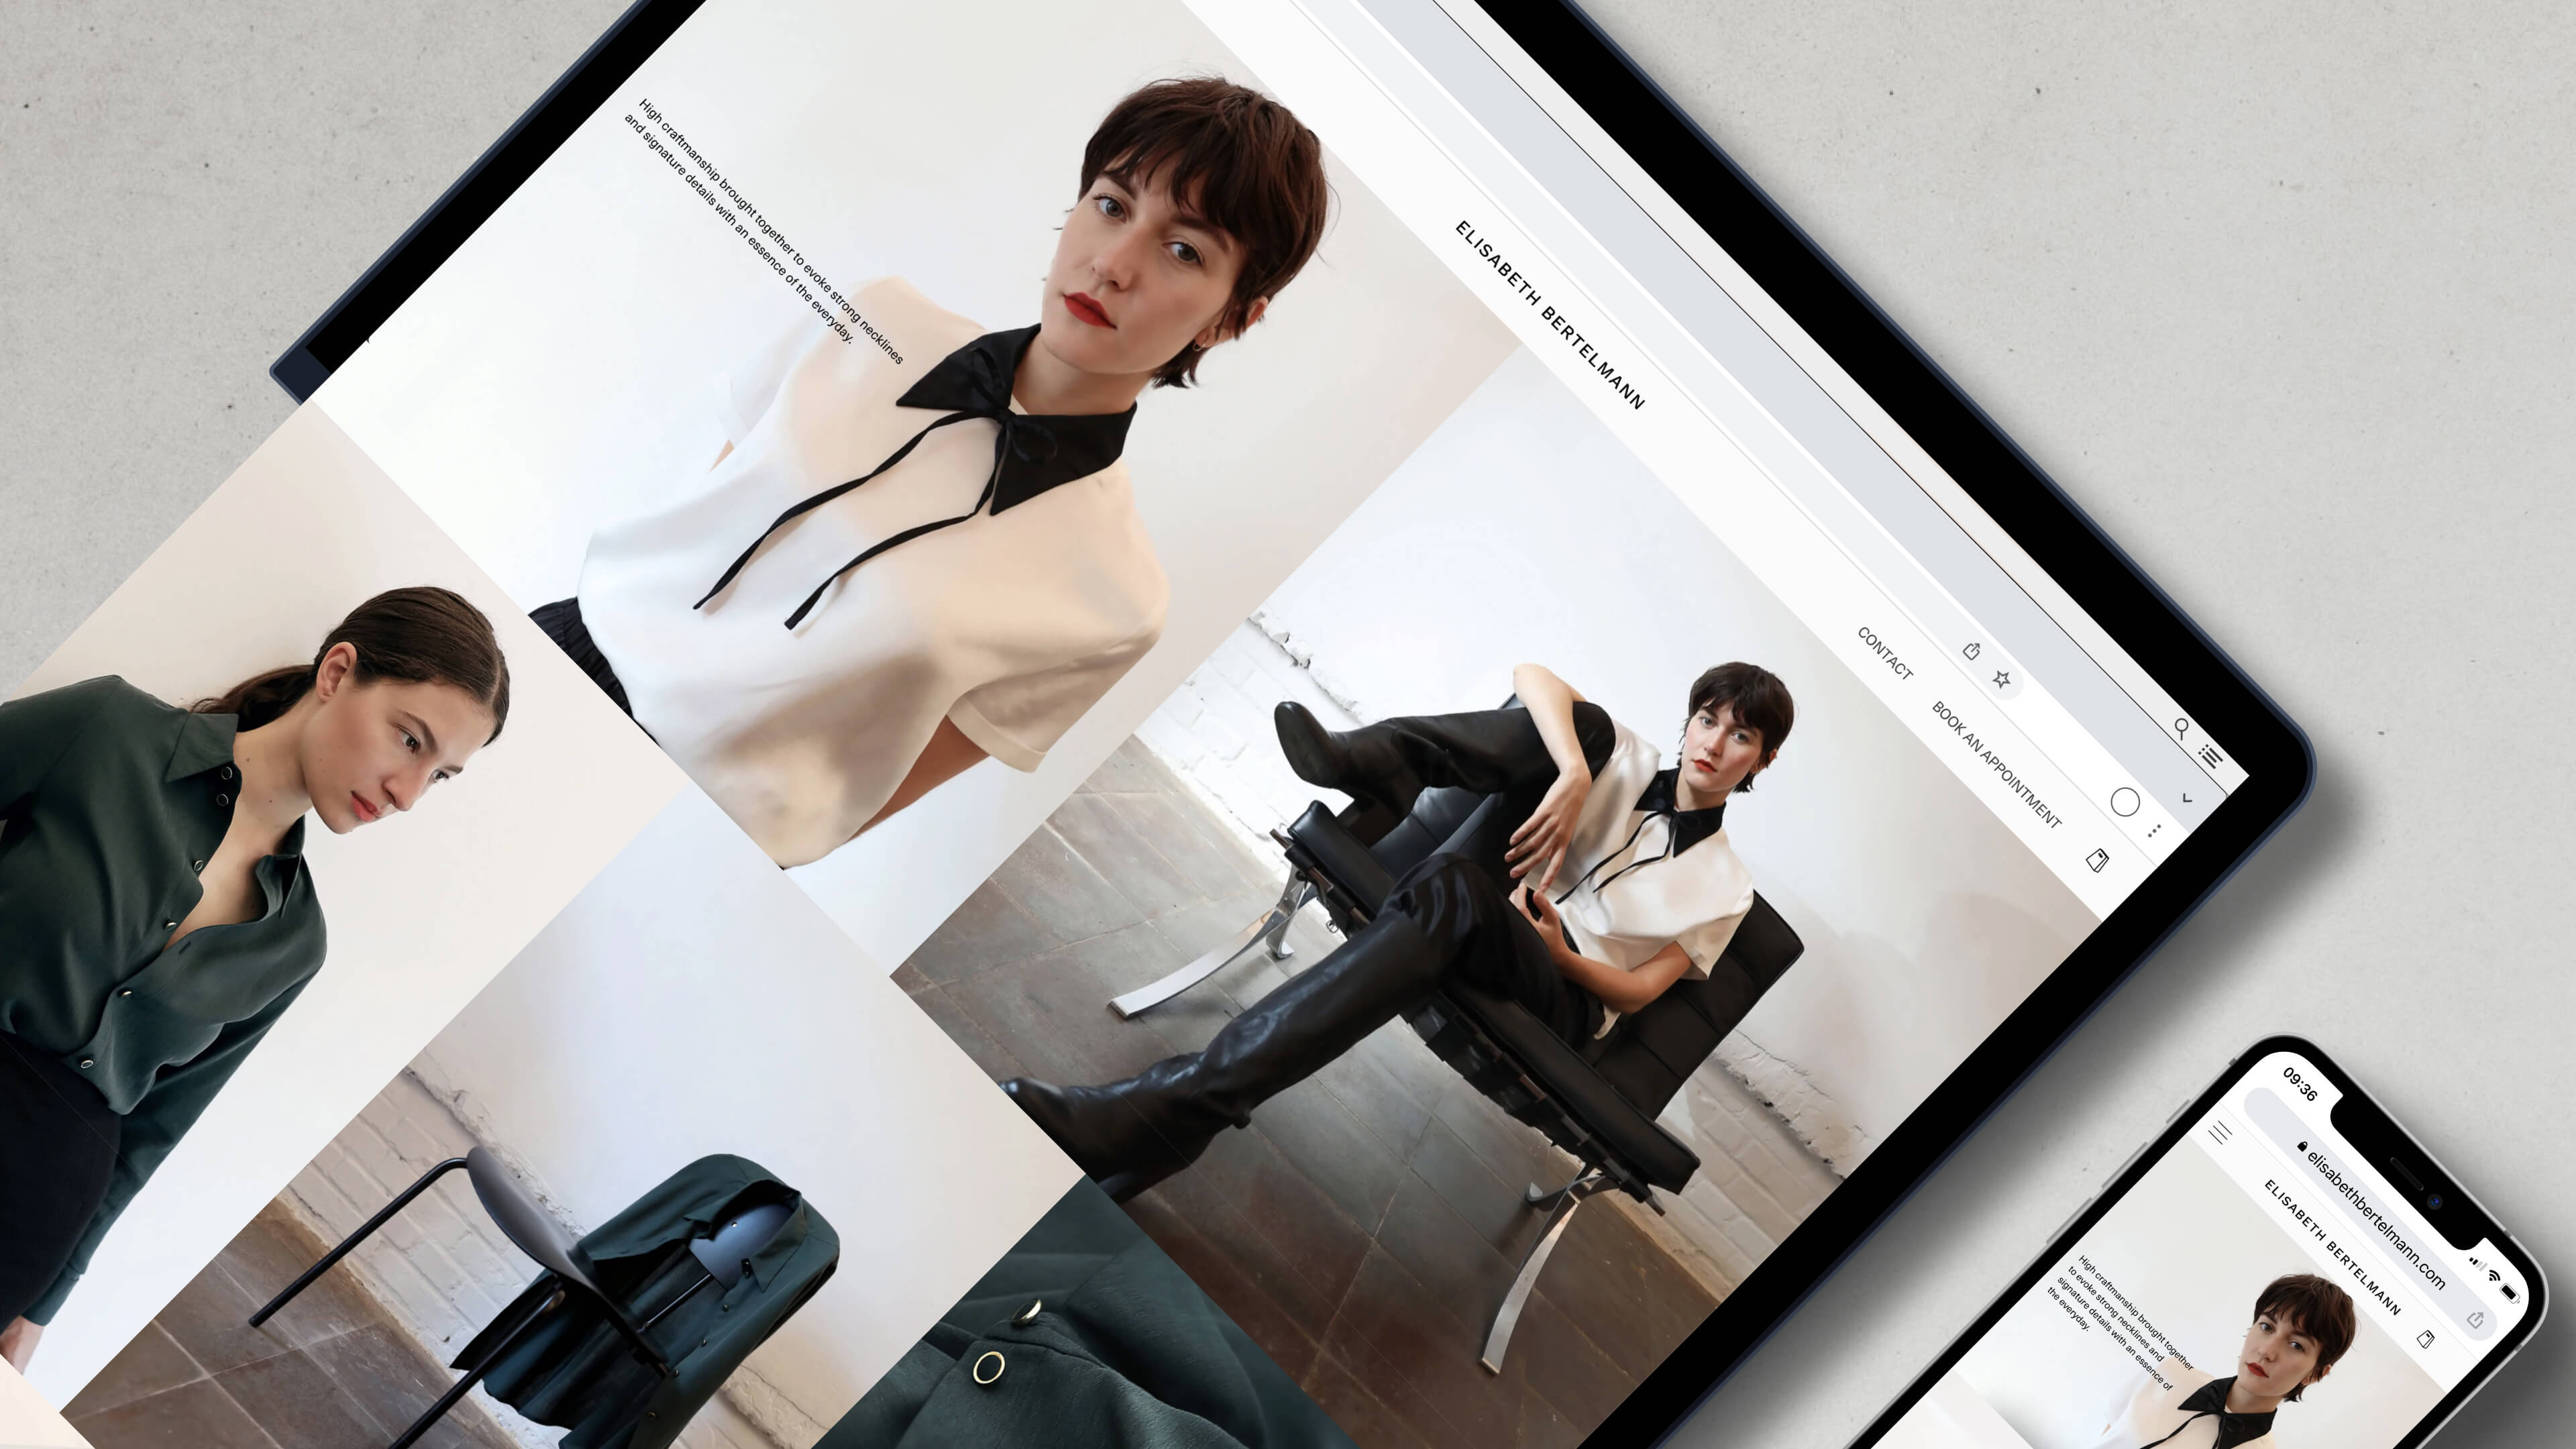 ELISABETH BERTELMANN
CONTACT
BOOK AN APPOINTMENT
High craftmanship brought together to evoke strong necklines
and signature details with an essence of the everyday.
09:36
elisabethbertelmann.com
ELISABETH BERTELMANN
High craftmanship brought together
to evoke strong necklines and
signature details with an essence of
the everyday.